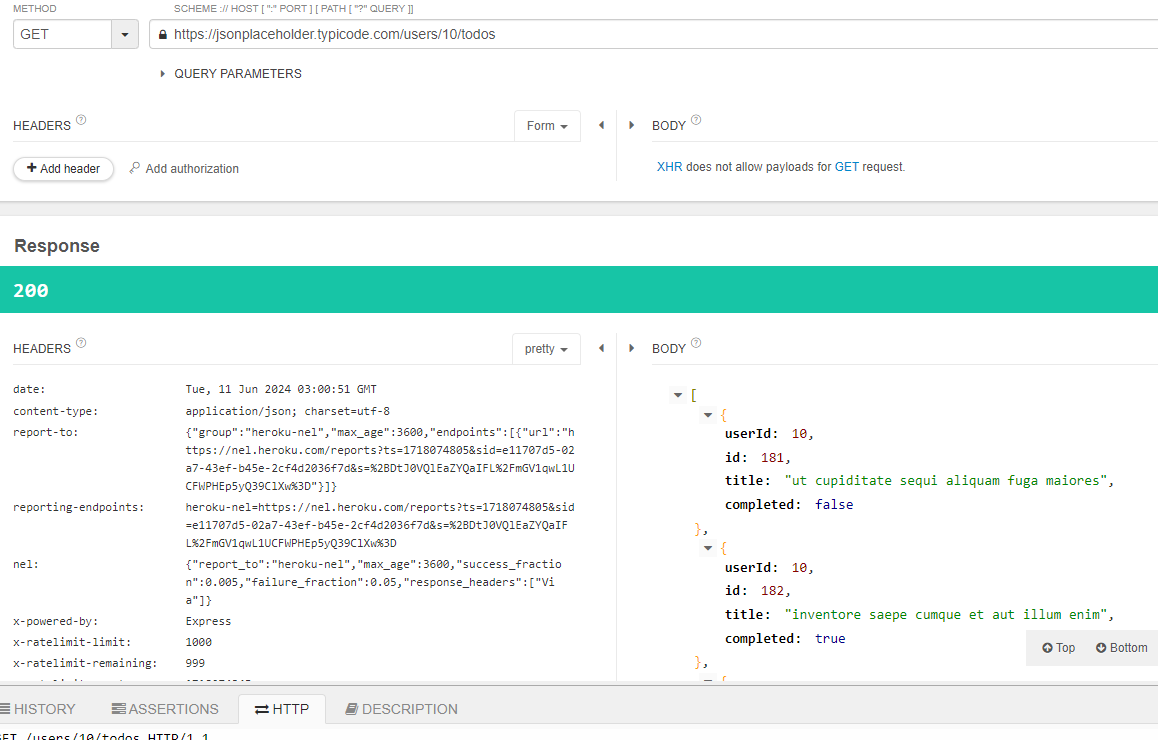 METHOD
SCHEME :// HOST [ ":" PORT ] [ PATH [ "?" QUERY ]]
GET
https://jsonplaceholder.typicode.com/users/10/todos
QUERY PARAMETERS
HEADERS ?
Form
BODY ?
+ Add header
Add authorization
XHR does not allow payloads for GET request.
Response
200
HEADERS ?
pretty
BODY ?
date: Tue, 11 Jun 2024 03:00:51 GMT
content-type: application/json; charset=utf-8
report-to: {"group":"heroku-nel","max_age":3600,"endpoints":[{"url":"h
ttps://nel.heroku.com/reports?ts=1718074805&sid=e11707d5-02
a7-43ef-b45e-2cf4d2036f7d&s=%2BDtJ0VQlEaZYQaIFL%2FmGV1qwL1U
CFWPHEp5yQ39ClXw%3D"}]}
reporting-endpoints: heroku-nel=https://nel.heroku.com/reports?ts=1718074805&sid
=e11707d5-02a7-43ef-b45e-2cf4d2036f7d&s=%2BDtJ0VQlEaZYQaIF
L%2FmGV1qwL1UCFWPHEp5yQ39ClXw%3D
nel: {"report_to":"heroku-nel","max_age":3600,"success_fractio
n":0.005,"failure_fraction":0.05,"response_headers":["Vi
a"]}
x-powered-by: Express
x-ratelimit-limit: 1000
x-ratelimit-remaining: 999
[
{
userId: 10,
id: 181,
title: "ut cupiditate sequi aliquam fuga maiores",
completed: false
},
{
userId: 10,
id: 182,
title: "inventore saepe cumque et aut illum enim",
completed: true
},
{
Top
Bottom
HISTORY
ASSERTIONS
HTTP
DESCRIPTION
GET /users/10/todos HTTP/1.1